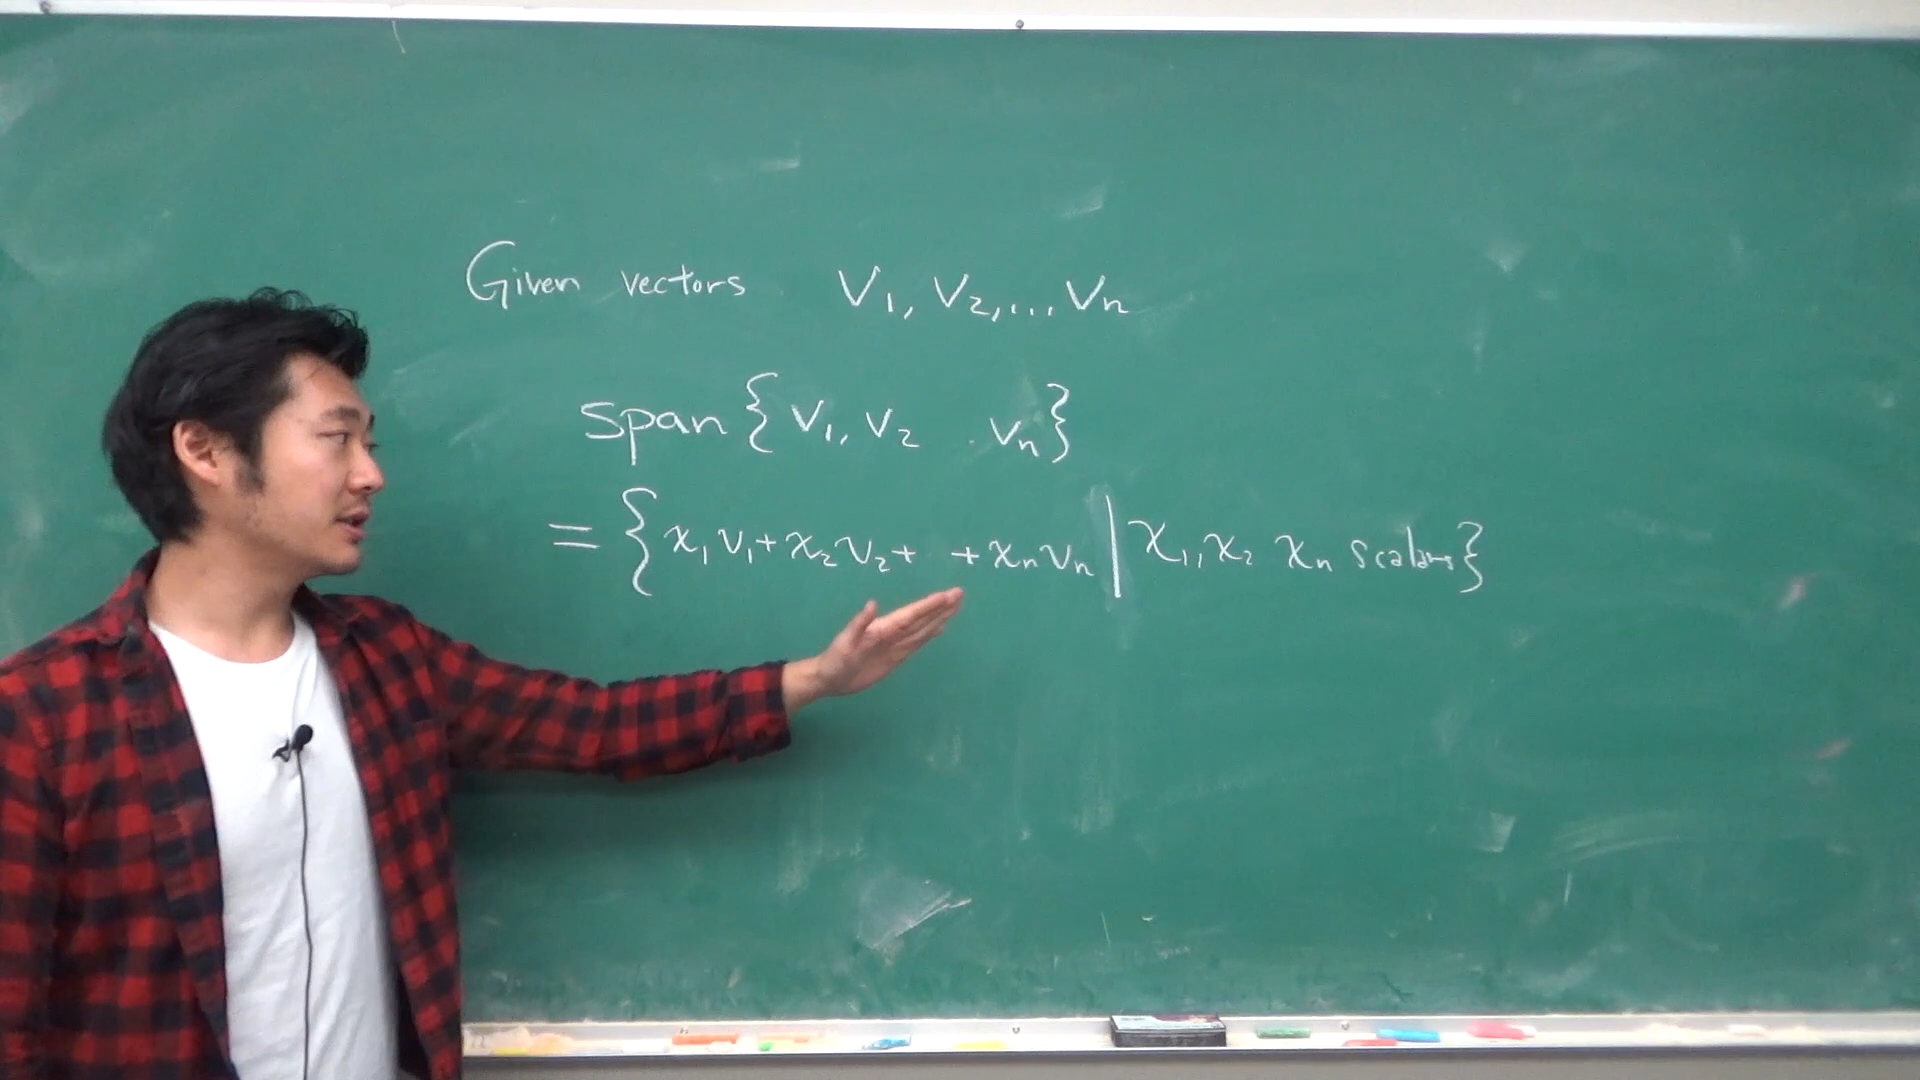 Given vectors V₁, V₂, ... Vₙ
Span {V₁, V₂ . Vₙ}
= {x₁v₁ + x₂v₂ + + xₙvₙ | x₁, x₂ xₙ scalars}